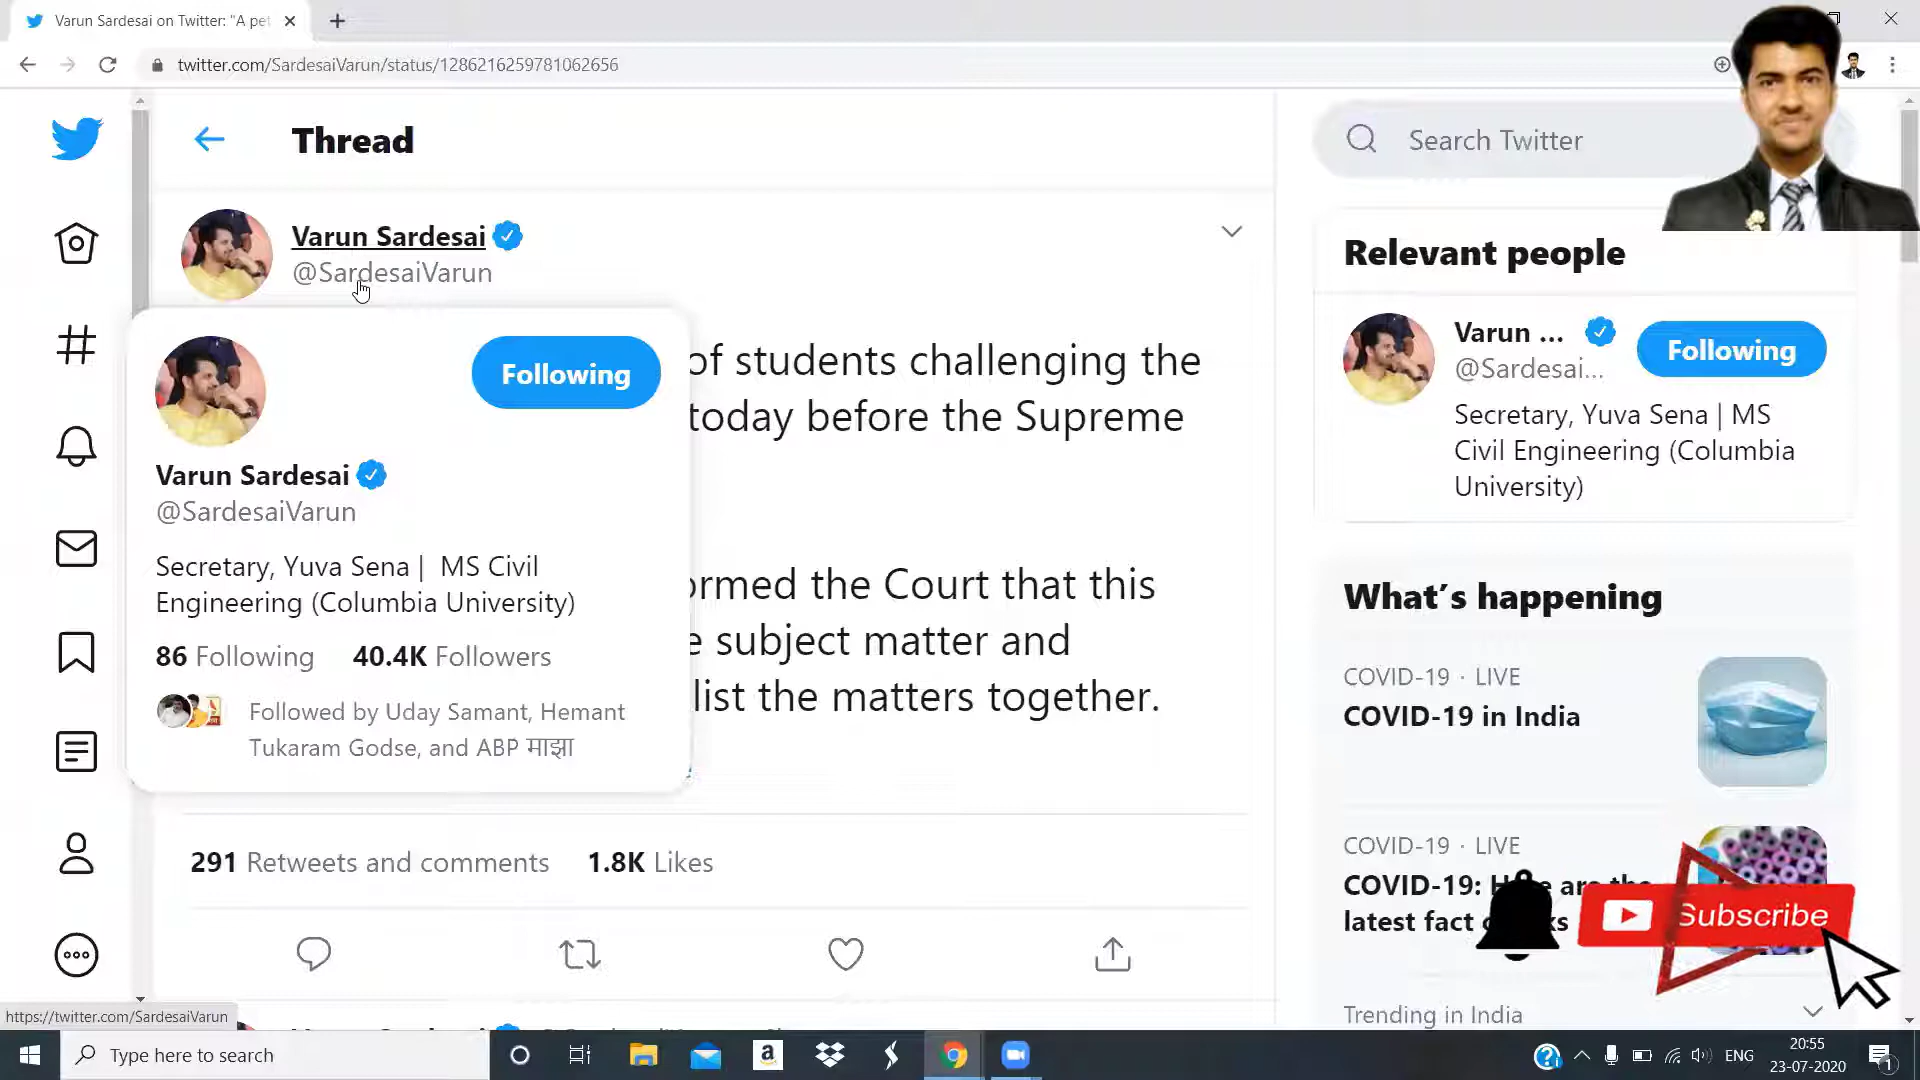 Varun Sardesai on Twitter: "A pet
twitter.com/SardesaiVarun/status/1286216259781062656
Thread
Search Twitter
Varun Sardesai
@SardesaiVarun
of students challenging the
today before the Supreme
ormed the Court that this
e subject matter and
list the matters together.
Following
Varun Sardesai
@SardesaiVarun
Secretary, Yuva Sena | MS Civil
Engineering (Columbia University)
86 Following 40.4K Followers
Followed by Uday Samant, Hemant
Tukaram Godse, and ABP माझा
291 Retweets and comments 1.8K Likes
Relevant people
Varun ...
@Sardesai...
Following
Secretary, Yuva Sena | MS
Civil Engineering (Columbia
University)
What's happening
COVID-19 · LIVE
COVID-19 in India
COVID-19 · LIVE
COVID-19: Here are the
latest fact checks
Subscribe
Trending in India
https://twitter.com/SardesaiVarun
Type here to search
ENG
20:55
23-07-2020
1